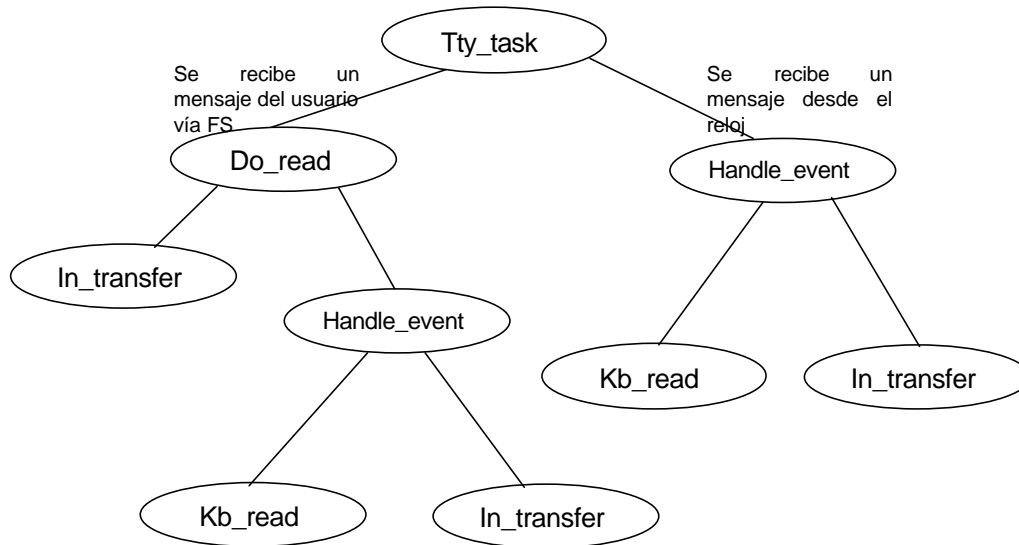 Tty_task
Se recibe un
mensaje del usuario
vía FS
Se recibe un
mensaje desde el
reloj
Do_read
Handle_event
In_transfer
Handle_event
Kb_read
In_transfer
Kb_read
In_transfer